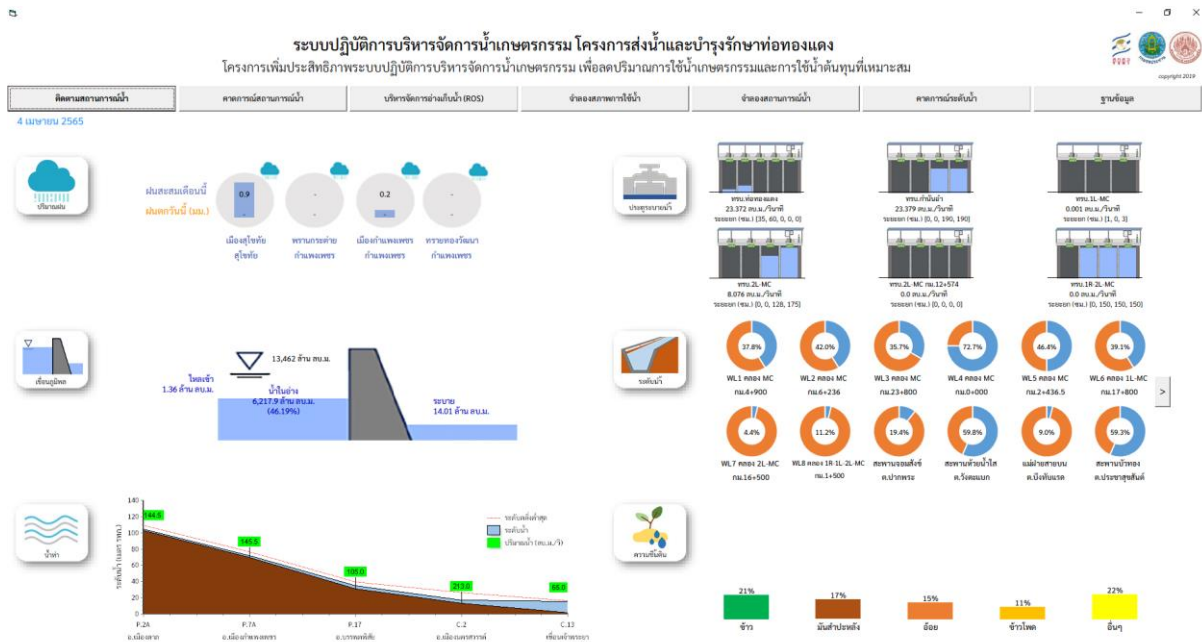 ระบบปฏิบัติการบริหารจัดการน้ำเกษตรกรรม โครงการส่งน้ำและบำรุงรักษาท่อทองแดง
โครงการเพิ่มประสิทธิภาพระบบปฏิบัติการบริหารจัดการน้ำเกษตรกรรม เพื่อลดปริมาณการใช้น้ำเกษตรกรรมและการใช้น้ำต้นทุนที่เหมาะสม
copyright 2019
ติดตามสถานการณ์น้ำ คาดการณ์สถานการณ์น้ำ บริหารจัดการอ่างเก็บน้ำ (ROS) จำลองสภาพการใช้น้ำ จำลองสถานการณ์น้ำ คาดการณ์ระดับน้ำ ฐานข้อมูล
4 เมษายน 2565
ปริมาณฝน
ฝนสะสมเดือนนี้
ฝนตกวันนี้ (มม.)
0.9 - 0.2 -
เมืองสุโขทัย พรานกระต่าย เมืองกำแพงเพชร ทรายทองวัฒนา
สุโขทัย กำแพงเพชร กำแพงเพชร กำแพงเพชร
ประตูระบายน้ำ
ทรบ.ท่อทองแดง ทรบ.กำมันยำ ทรบ.1L-MC
23.372 ลบ.ม./วินาที 23.379 ลบ.ม./วินาที 0.001 ลบ.ม./วินาที
ระยะยก (ซม.) [35, 60, 0, 0, 0] ระยะยก (ซม.) [0, 0, 190, 190] ระยะยก (ซม.) [1, 0, 3]
ทรบ.2L-MC ทรบ.2L-MC กม.12+574 ทรบ.1R-2L-MC
8.076 ลบ.ม./วินาที 0.0 ลบ.ม./วินาที 0.0 ลบ.ม./วินาที
ระยะยก (ซม.) [0, 0, 128, 175] ระยะยก (ซม.) [0, 0, 0, 0] ระยะยก (ซม.) [0, 150, 150, 150]
เขื่อนภูมิพล
13,462 ล้าน ลบ.ม.
ไหลเข้า
1.36 ล้าน ลบ.ม.
น้ำในอ่าง
6,217.9 ล้าน ลบ.ม.
(46.19%)
ระบาย
14.01 ล้าน ลบ.ม.
ระดับน้ำ
37.8% 42.0% 35.7% 72.7% 46.4% 39.1%
WL1 คลอง MC WL2 คลอง MC WL3 คลอง MC WL4 คลอง MC WL5 คลอง MC WL6 คลอง 1L-MC
กม.4+900 กม.6+236 กม.23+800 กม.0+000 กม.2+436.5 กม.17+800
>
4.4% 11.2% 19.4% 59.8% 9.0% 59.3%
WL7 คลอง 2L-MC WL8 คลอง 1R-1L-2L-MC สะพานจอมสังข์ สะพานห้วยน้ำใส แม่ฝายสายบน สะพานบัวทอง
กม.16+500 กม.1+500 ต.ปากพระ ต.วังตะแบก ต.ปังทับแรต ต.ประชาสุขสันต์
น้ำท่า
ระดับน้ำ (เมตร รทก.)
140
120
100
80
60
40
20
0
144.5 145.5 105.0 213.6 65.0
ระดับตลิ่งต่ำสุด
ระดับน้ำ
ปริมาณน้ำ (ลบ.ม./วิ)
P.2A P.7A P.17 C.2 C.13
อ.เมืองตาก อ.เมืองกำแพงเพชร อ.บรรพตพิสัย อ.เมืองนครสวรรค์ เขื่อนเจ้าพระยา
ความชื้นดิน
21% 17% 15% 11% 22%
ข้าว มันสำปะหลัง อ้อย ข้าวโพด อื่นๆ